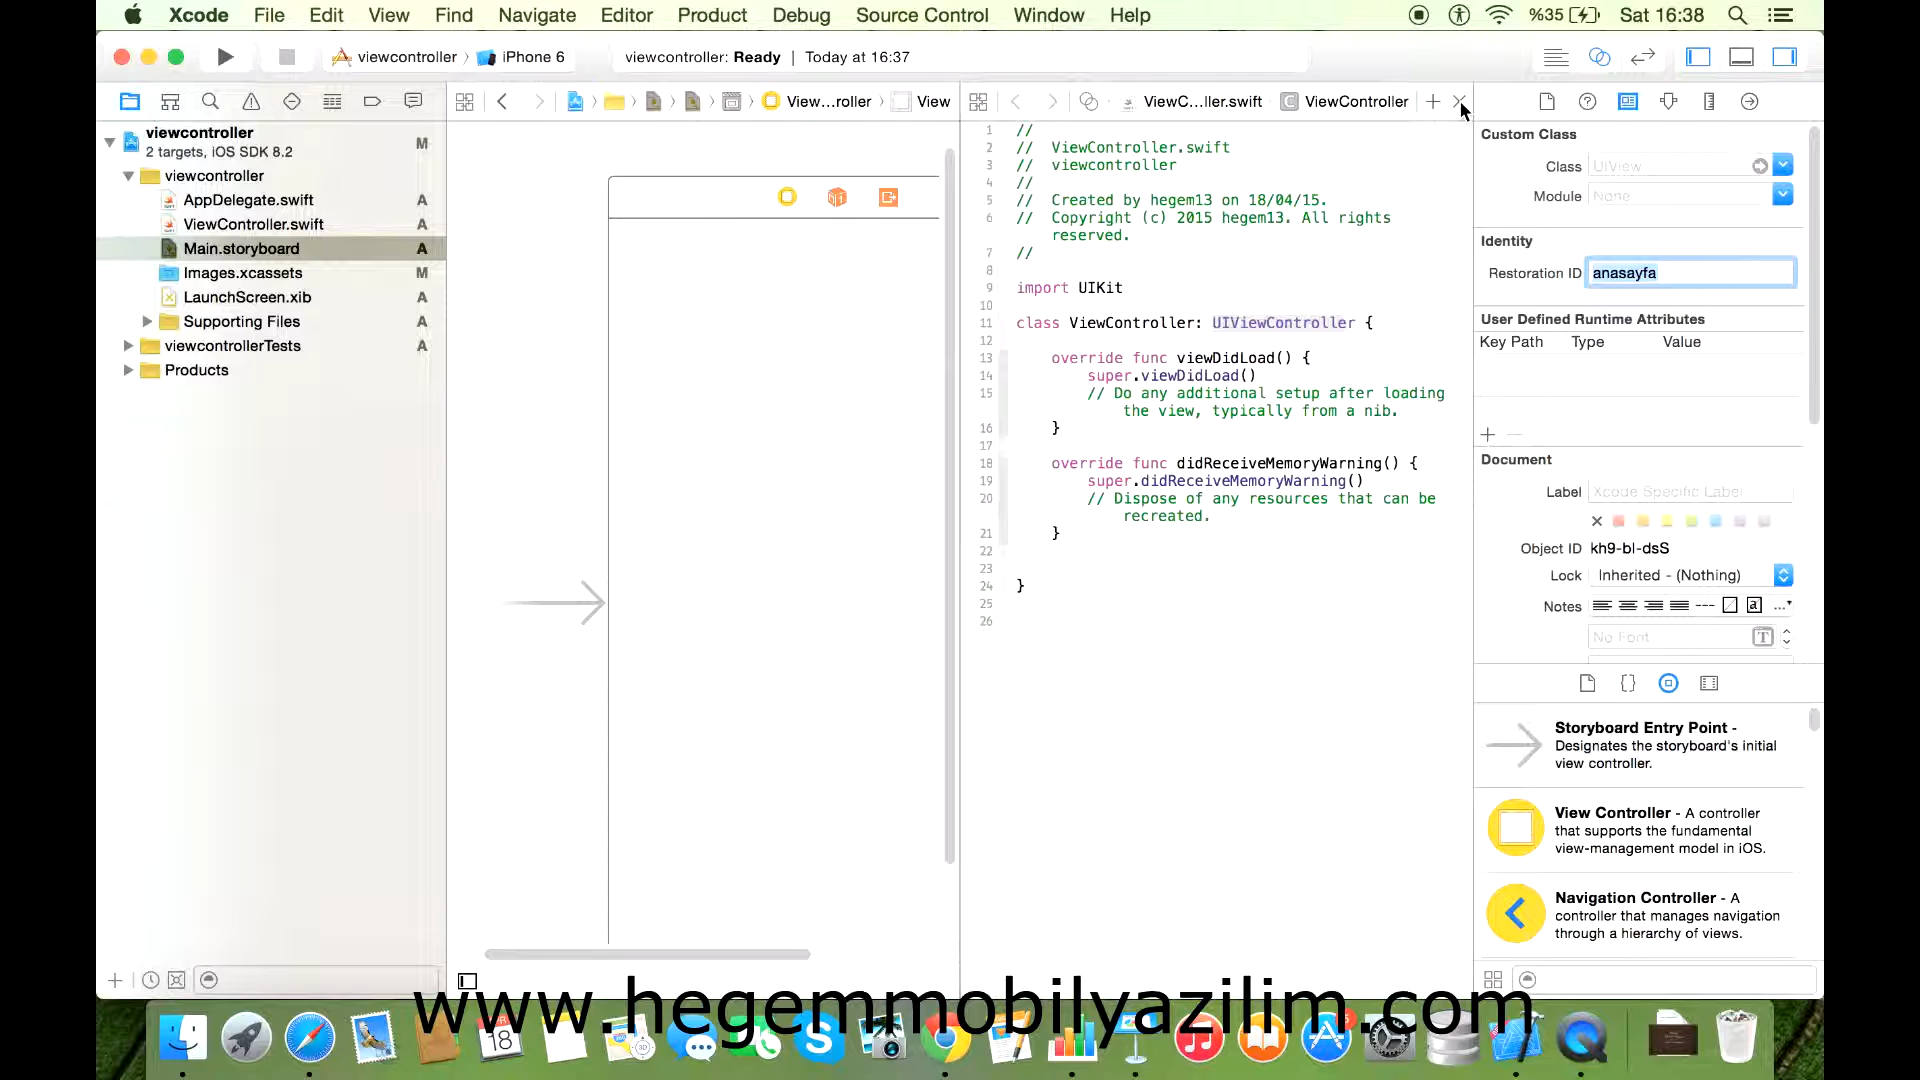 Xcode File Edit View Find Navigate Editor Product Debug Source Control Window Help %35 Sat 16:38
viewcontroller iPhone 6 viewcontroller: Ready | Today at 16:37
View...roller View ViewC...ller.swift ViewController
viewcontroller M
2 targets, iOS SDK 8.2
viewcontroller
AppDelegate.swift A
ViewController.swift A
Main.storyboard A
Images.xcassets M
LaunchScreen.xib A
Supporting Files A
viewcontrollerTests A
Products
1 //
2 // ViewController.swift
3 // viewcontroller
4 //
5 // Created by hegem13 on 18/04/15.
6 // Copyright (c) 2015 hegem13. All rights
reserved.
7 //
8
9 import UIKit
10
11 class ViewController: UIViewController {
12
13 override func viewDidLoad() {
14 super.viewDidLoad()
15 // Do any additional setup after loading
the view, typically from a nib.
16 }
17
18 override func didReceiveMemoryWarning() {
19 super.didReceiveMemoryWarning()
20 // Dispose of any resources that can be
recreated.
21 }
22
23
24 }
25
26
Custom Class
Class UIView
Module None
Identity
Restoration ID anasayfa
User Defined Runtime Attributes
Key Path Type Value
Document
Label Xcode Specific Label
Object ID kh9-bI-dsS
Lock Inherited - (Nothing)
Notes
No Font
Storyboard Entry Point -
Designates the storyboard's initial
view controller.
View Controller - A controller
that supports the fundamental
view-management model in iOS.
Navigation Controller - A
controller that manages navigation
through a hierarchy of views.
www.hegemmobilyazilim.com
18